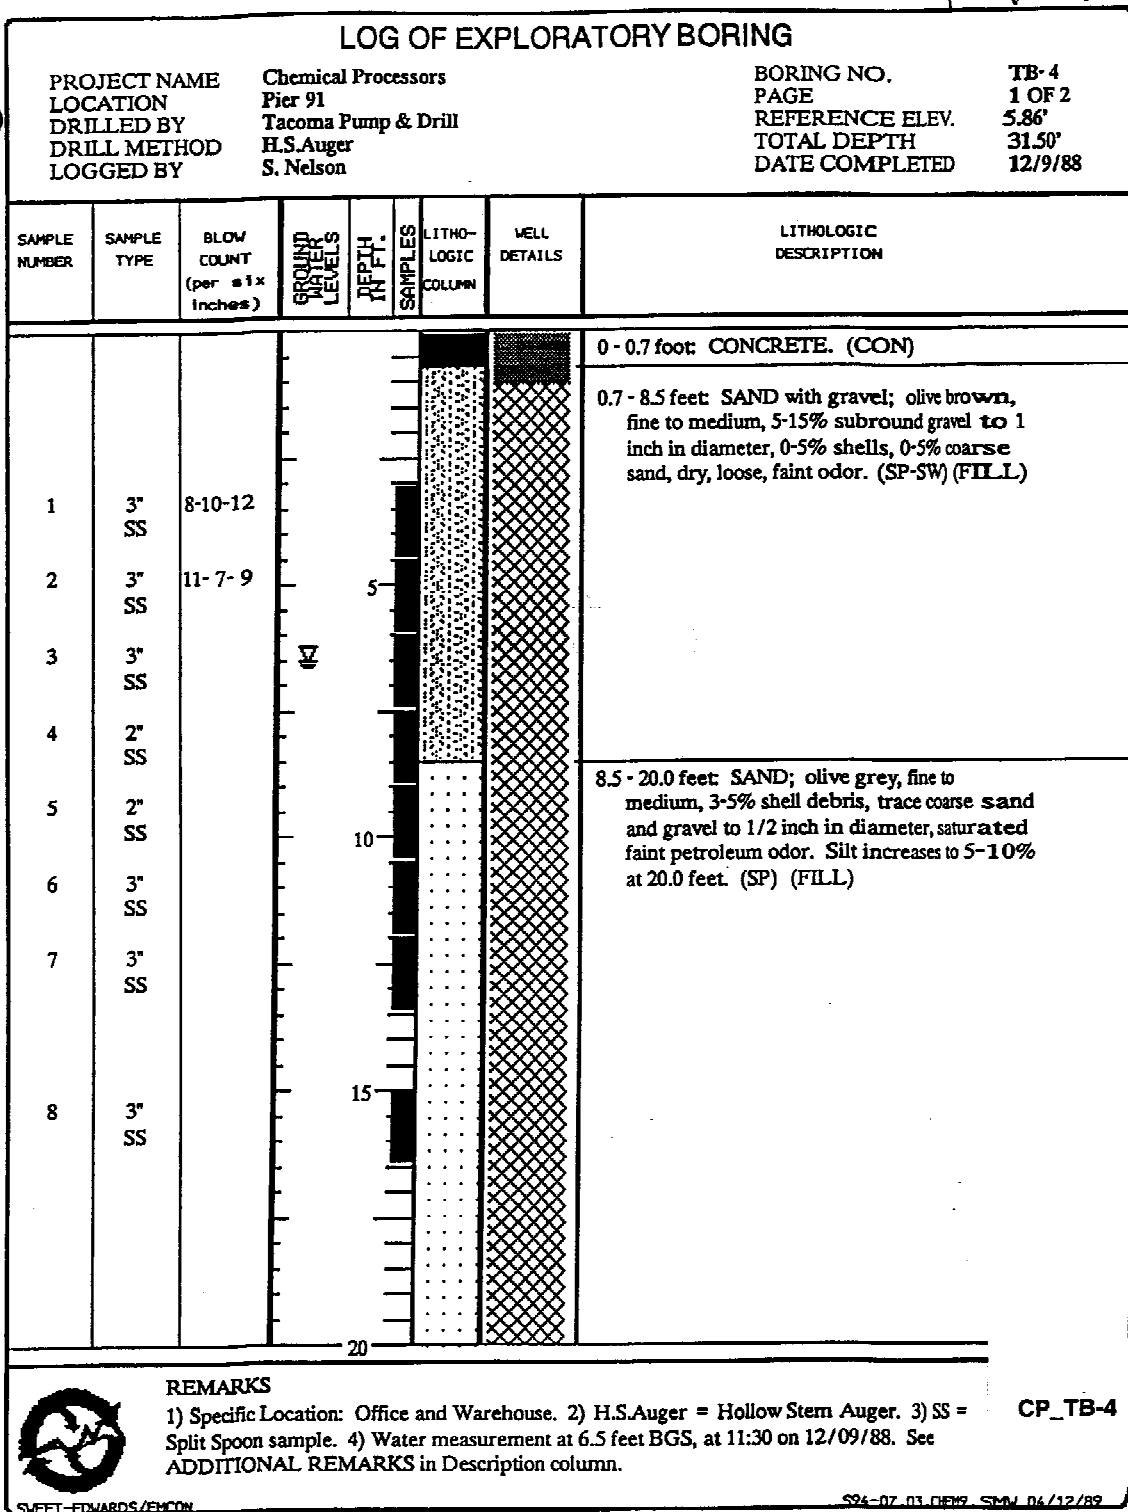 LOG OF EXPLORATORY BORING
PROJECT NAME Chemical Processors
LOCATION Pier 91
DRILLED BY Tacoma Pump & Drill
DRILL METHOD H.S.Auger
LOGGED BY S. Nelson
BORING NO. TB-4
PAGE 1 OF 2
REFERENCE ELEV. 5.86'
TOTAL DEPTH 31.50'
DATE COMPLETED 12/9/88
SAMPLE NUMBER
SAMPLE TYPE
BLOW COUNT (per six inches)
GROUND WATER LEVELS
DEPTH IN FT.
SAMPLES
LITHO-LOGIC COLUMN
WELL DETAILS
LITHOLOGIC DESCRIPTION
0 - 0.7 foot: CONCRETE. (CON)
0.7 - 8.5 feet: SAND with gravel; olive brown,
fine to medium, 5-15% subround gravel to 1
inch in diameter, 0-5% shells, 0-5% coarse
sand, dry, loose, faint odor. (SP-SW) (FILL)
1 3" SS 8-10-12
2 3" SS 11- 7- 9
5
3 3" SS
4 2" SS
8.5 - 20.0 feet: SAND; olive grey, fine to
medium, 3-5% shell debris, trace coarse sand
and gravel to 1/2 inch in diameter, saturated
faint petroleum odor. Silt increases to 5-10%
at 20.0 feet. (SP) (FILL)
5 2" SS
10
6 3" SS
7 3" SS
15
8 3" SS
20
REMARKS
1) Specific Location: Office and Warehouse. 2) H.S.Auger = Hollow Stem Auger. 3) SS =
Split Spoon sample. 4) Water measurement at 6.5 feet BGS, at 11:30 on 12/09/88. See
ADDITIONAL REMARKS in Description column.
CP_TB-4
SWEET-EDWARDS/EMCON
S94-07.03.CHEM9. SMW. 04/12/89